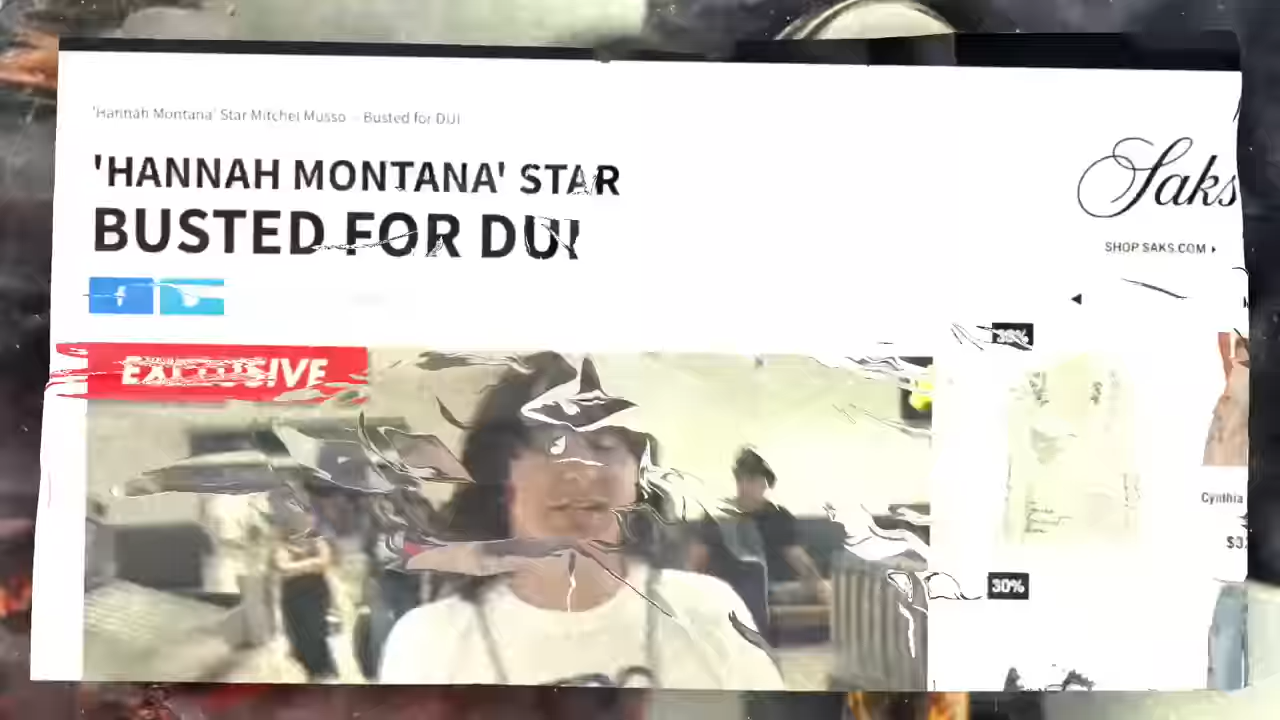 'Hannah Montana' Star Mitchel Musso – Busted for DUI
'HANNAH MONTANA' STAR
BUSTED FOR DUI
Saks
SHOP SAKS.COM
EXCLUSIVE
Cynthia
30%